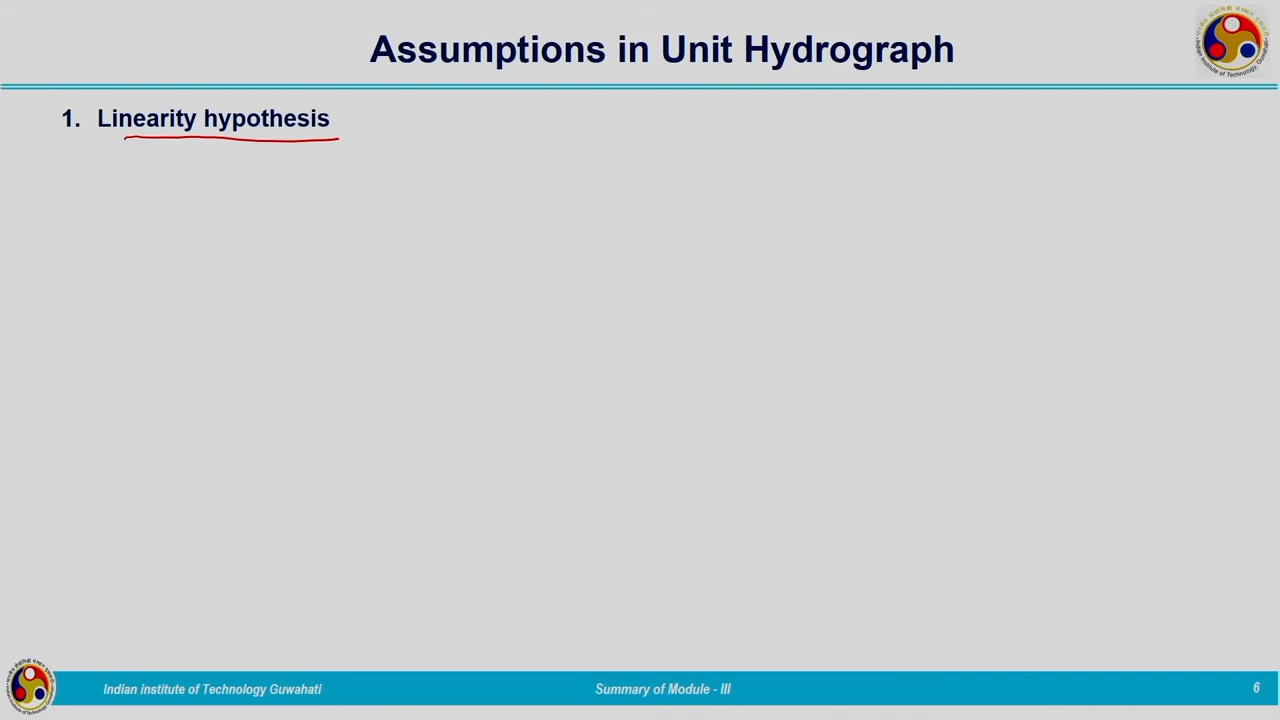 Assumptions in Unit Hydrograph
1. Linearity hypothesis
Indian institute of Technology Guwahati
Summary of Module - III
6